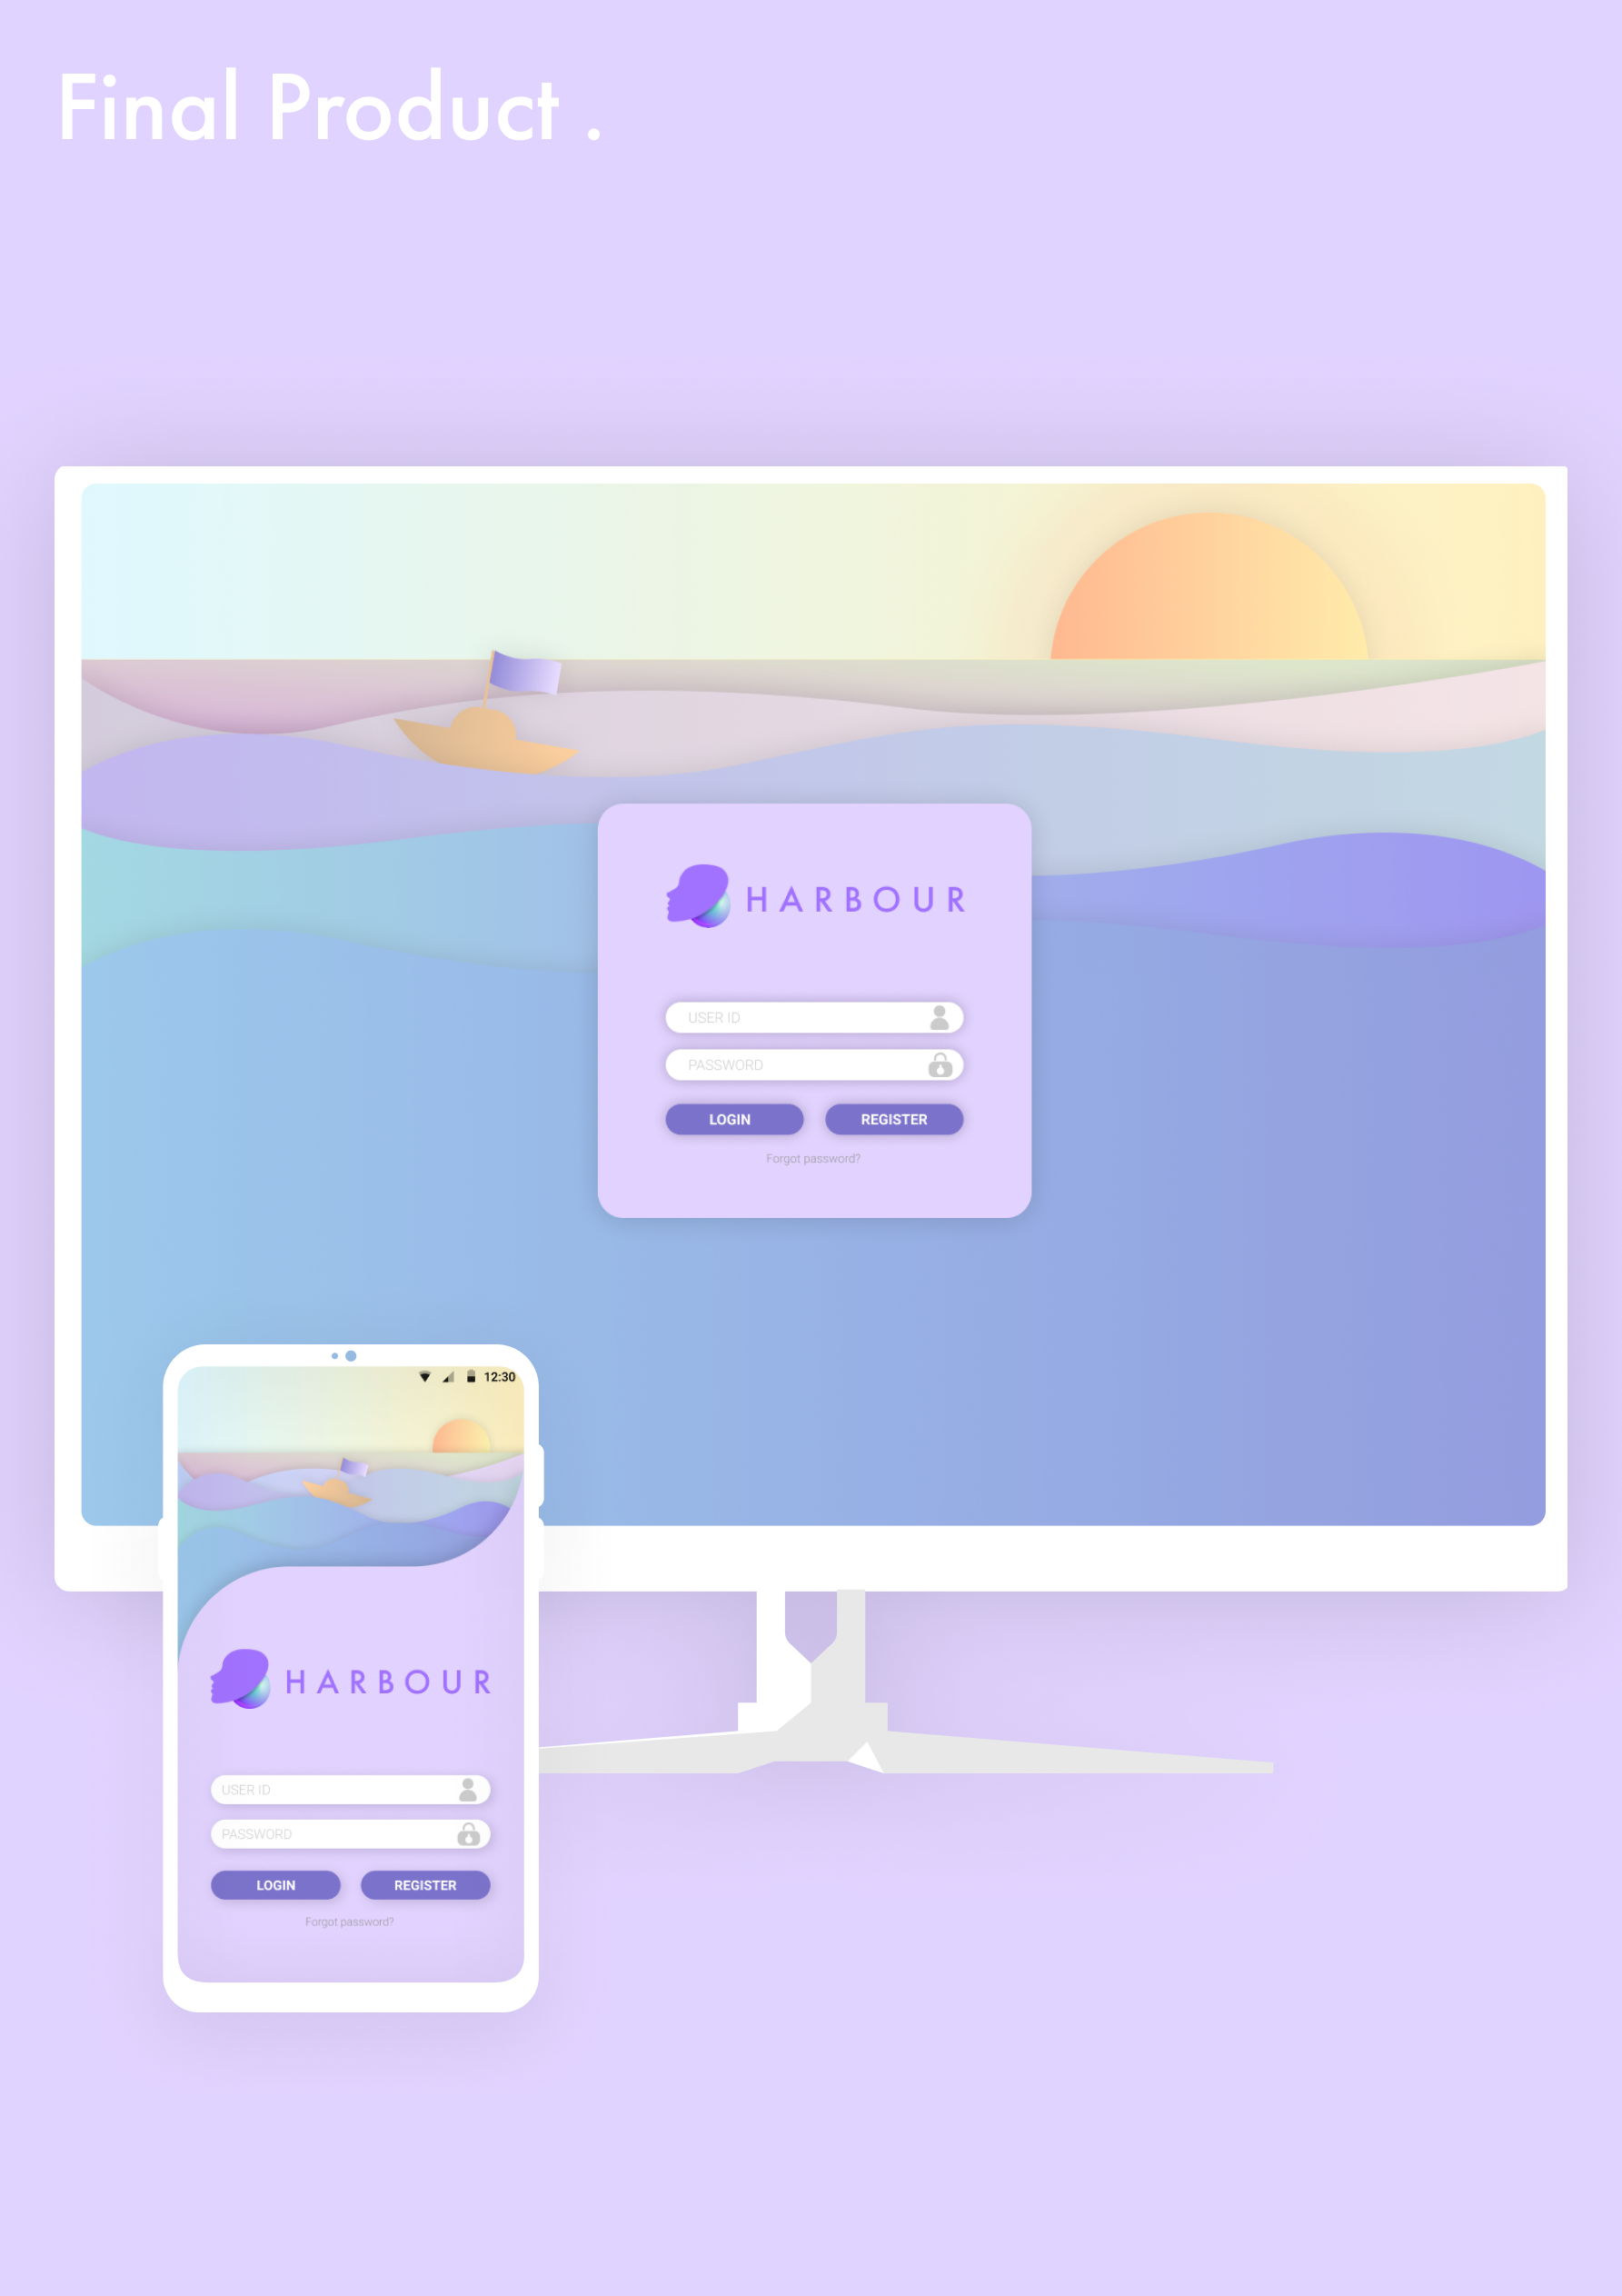 Final Product .
HARBOUR
USER ID
PASSWORD
LOGIN REGISTER
Forgot password?
12:30
HARBOUR
USER ID
PASSWORD
LOGIN REGISTER
Forgot password?